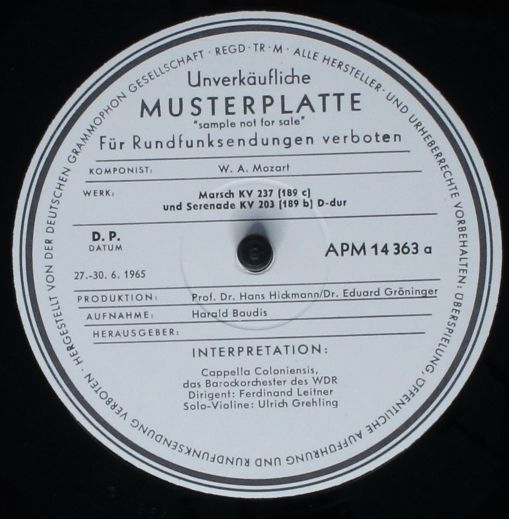 HERGESTELLT VON DER DEUTSCHEN GRAMMOPHON GESELLSCHAFT · REGD · TR · M · ALLE HERSTELLER- UND URHEBERRECHTE VORBEHALTEN: ÜBERSPIELUNG, ÖFFENTLICHE AUFFÜHRUNG UND RUNDFUNKSENDUNG VERBOTEN ·
Unverkäufliche
MUSTERPLATTE
"sample not for sale"
Für Rundfunksendungen verboten
KOMPONIST: W. A. Mozart
WERK: Marsch KV 237 (189 c)
und Serenade KV 203 (189 b) D-dur
D. P.
DATUM
APM 14 363 a
27.-30. 6. 1965
PRODUKTION: Prof. Dr. Hans Hickmann/Dr. Eduard Gröninger
AUFNAHME: Harald Baudis
HERAUSGEBER:
INTERPRETATION:
Cappella Coloniensis,
das Barockorchester des WDR
Dirigent: Ferdinand Leitner
Solo-Violine: Ulrich Grehling